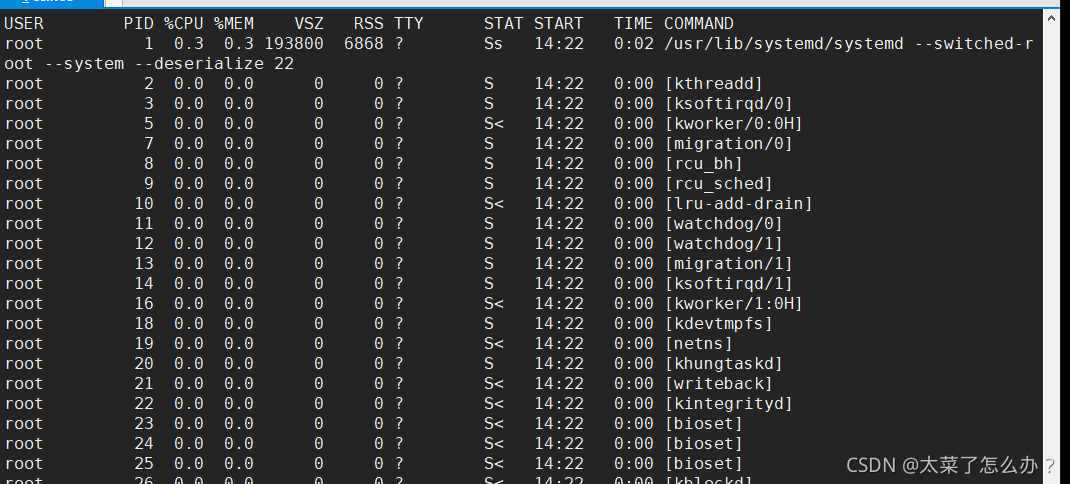 USER PID %CPU %MEM VSZ RSS TTY STAT START TIME COMMAND
root 1 0.3 0.3 193800 6868 ? Ss 14:22 0:02 /usr/lib/systemd/systemd --switched-r
oot --system --deserialize 22
root 2 0.0 0.0 0 0 ? S 14:22 0:00 [kthreadd]
root 3 0.0 0.0 0 0 ? S 14:22 0:00 [ksoftirqd/0]
root 5 0.0 0.0 0 0 ? S< 14:22 0:00 [kworker/0:0H]
root 7 0.0 0.0 0 0 ? S 14:22 0:00 [migration/0]
root 8 0.0 0.0 0 0 ? S 14:22 0:00 [rcu_bh]
root 9 0.0 0.0 0 0 ? S 14:22 0:00 [rcu_sched]
root 10 0.0 0.0 0 0 ? S< 14:22 0:00 [lru-add-drain]
root 11 0.0 0.0 0 0 ? S 14:22 0:00 [watchdog/0]
root 12 0.0 0.0 0 0 ? S 14:22 0:00 [watchdog/1]
root 13 0.0 0.0 0 0 ? S 14:22 0:00 [migration/1]
root 14 0.0 0.0 0 0 ? S 14:22 0:00 [ksoftirqd/1]
root 16 0.0 0.0 0 0 ? S< 14:22 0:00 [kworker/1:0H]
root 18 0.0 0.0 0 0 ? S 14:22 0:00 [kdevtmpfs]
root 19 0.0 0.0 0 0 ? S< 14:22 0:00 [netns]
root 20 0.0 0.0 0 0 ? S 14:22 0:00 [khungtaskd]
root 21 0.0 0.0 0 0 ? S< 14:22 0:00 [writeback]
root 22 0.0 0.0 0 0 ? S< 14:22 0:00 [kintegrityd]
root 23 0.0 0.0 0 0 ? S< 14:22 0:00 [bioset]
root 24 0.0 0.0 0 0 ? S< 14:22 0:00 [bioset]
root 25 0.0 0.0 0 0 ? S< 14:22 0:00 [bioset]
root 26 0.0 0.0 0 0 ? S< 14:22 0:00 [kblockd]
CSDN @太菜了怎么办?